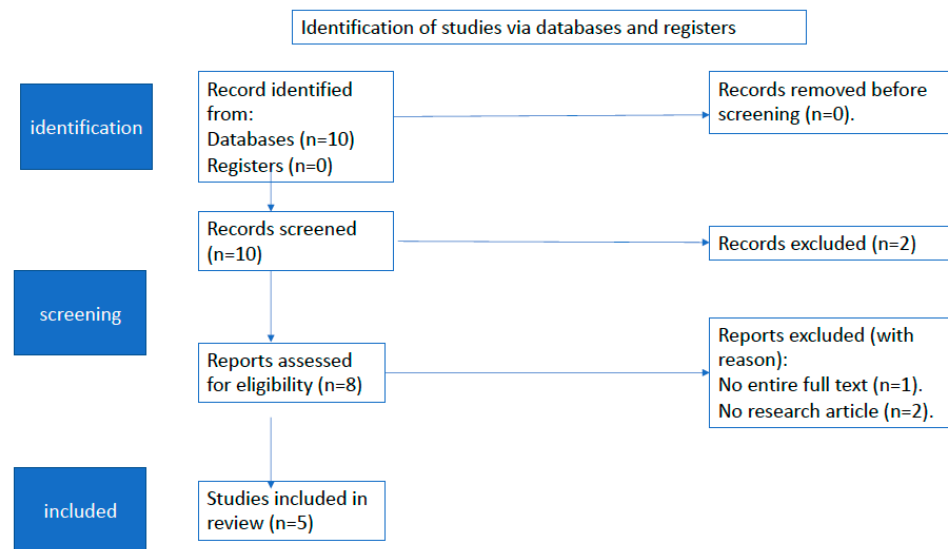 Identification of studies via databases and registers
identification
Record identified
from:
Databases (n=10)
Registers (n=0)
Records removed before
screening (n=0).
Records screened
(n=10)
Records excluded (n=2)
screening
Reports assessed
for eligibility (n=8)
Reports excluded (with
reason):
No entire full text (n=1).
No research article (n=2).
included
Studies included in
review (n=5)